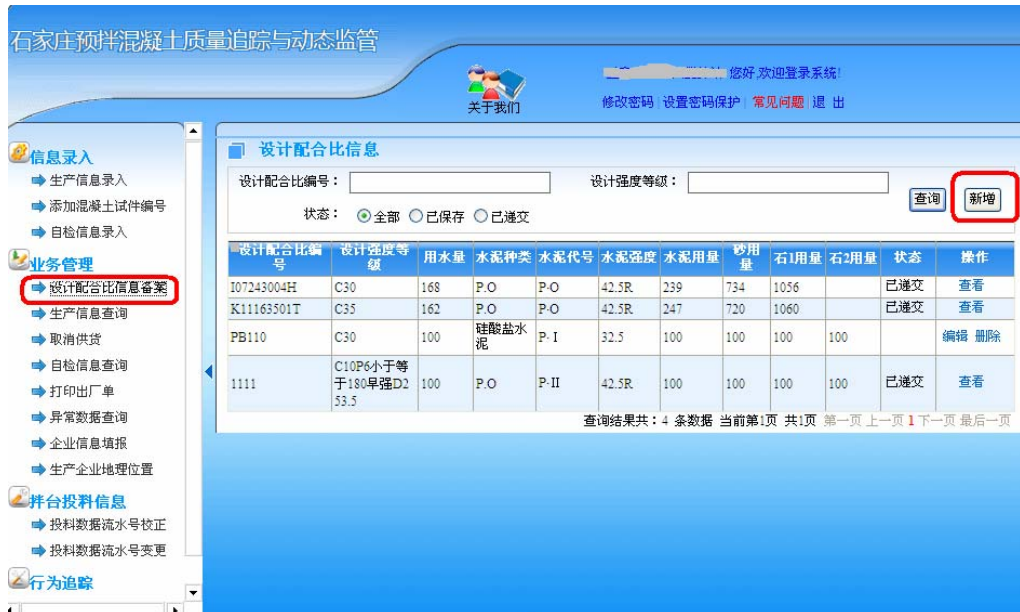 石家庄预拌混凝土质量追踪与动态监管
您好,欢迎登录系统!
关于我们
修改密码 设置密码保护 常见问题 退 出
信息录入
生产信息录入
添加混凝土试件编号
自检信息录入
业务管理
设计配合比信息备案
生产信息查询
取消供货
自检信息查询
打印出厂单
异常数据查询
企业信息填报
生产企业地理位置
拌台投料信息
投料数据流水号校正
投料数据流水号变更
行为追踪
设计配合比信息
设计配合比编号: 设计强度等级:
状态: 全部 已保存 已递交
查询 新增
设计配合比编号 设计强度等级 用水量 水泥种类 水泥代号 水泥强度 水泥用量 砂用量 石1用量 石2用量 状态 操作
I07243004H C30 168 P.O P·O 42.5R 239 734 1056 已递交 查看
K11163501T C35 162 P.O P·O 42.5R 247 720 1060 已递交 查看
PB110 C30 100 硅酸盐水泥 P· I 32.5 100 100 100 100 编辑 删除
1111 C10P6小于等于180早强D253.5 100 P.O P·II 42.5R 100 100 100 100 已递交 查看
查询结果共:4 条数据 当前第1页 共1页 第一页 上一页 1 下一页 最后一页